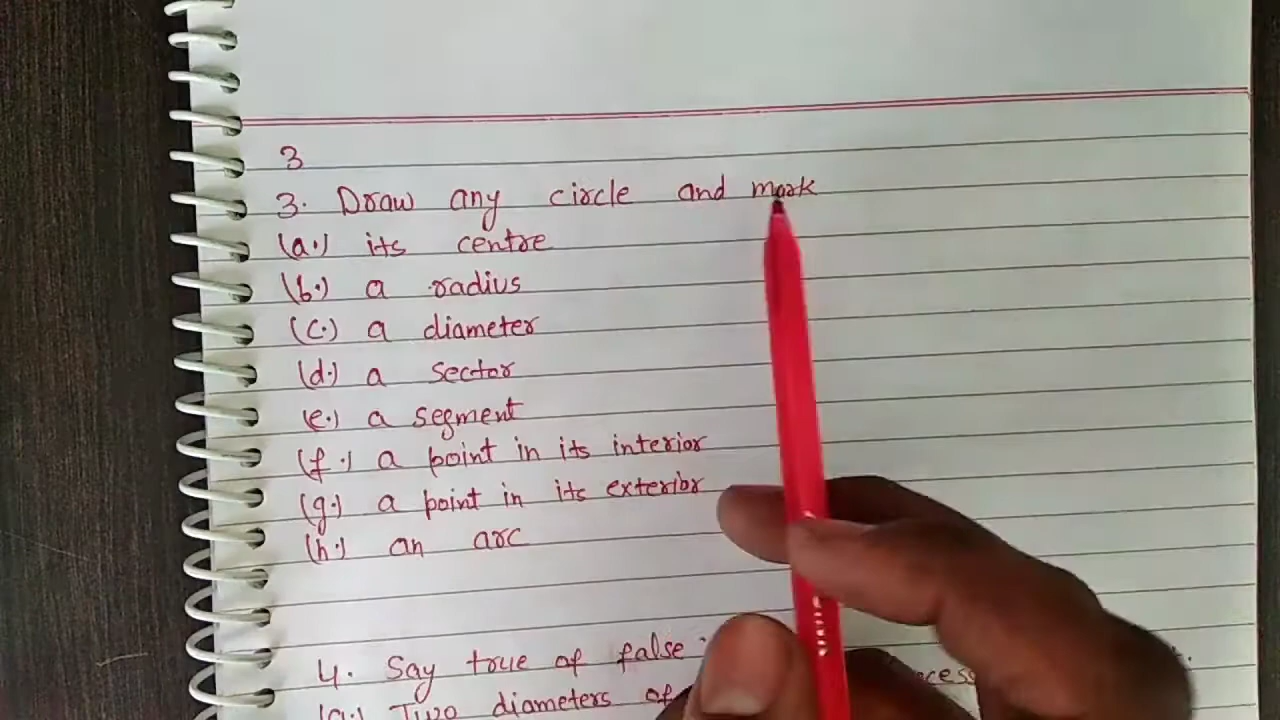 3
3. Draw any circle and mark
(a.) its centre
(b.) a radius
(c.) a diameter
(d.) a sector
(e.) a segment
(f.) a point in its interior
(g.) a point in its exterior
(h.) an arc
4. Say true of false :
(a.) Two diameters of